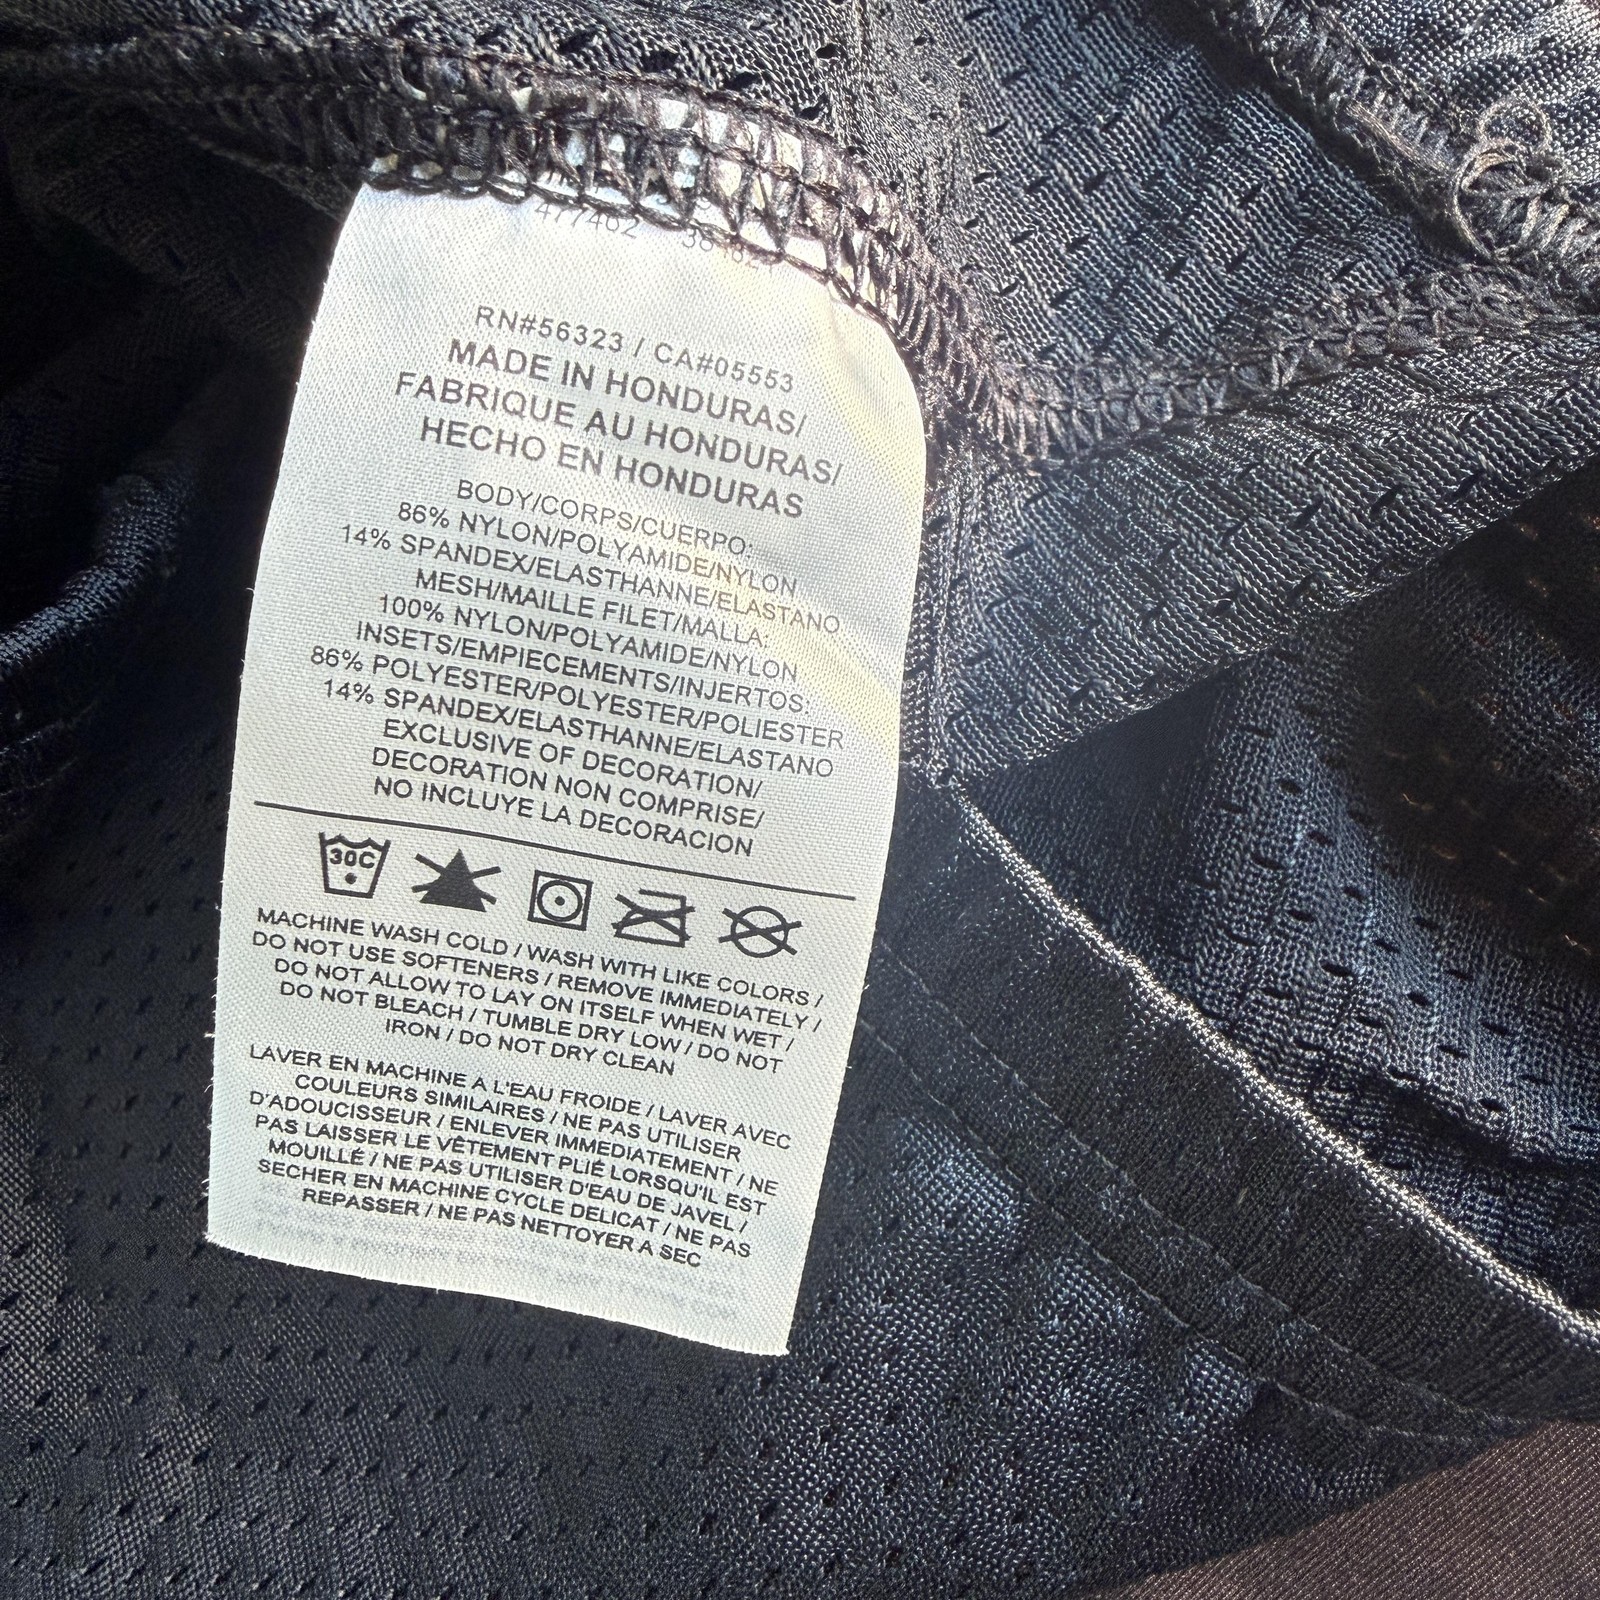 477462
RN#56323 / CA#05553
MADE IN HONDURAS/
FABRIQUE AU HONDURAS/
HECHO EN HONDURAS
BODY/CORPS/CUERPO:
86% NYLON/POLYAMIDE/NYLON
14% SPANDEX/ELASTHANNE/ELASTANO
MESH/MAILLE FILET/MALLA:
100% NYLON/POLYAMIDE/NYLON
INSETS/EMPIECEMENTS/INJERTOS:
86% POLYESTER/POLYESTER/POLIESTER
14% SPANDEX/ELASTHANNE/ELASTANO
EXCLUSIVE OF DECORATION/
DECORATION NON COMPRISE/
NO INCLUYE LA DECORACION
30C
MACHINE WASH COLD / WASH WITH LIKE COLORS /
DO NOT USE SOFTENERS / REMOVE IMMEDIATELY /
DO NOT ALLOW TO LAY ON ITSELF WHEN WET /
DO NOT BLEACH / TUMBLE DRY LOW / DO NOT
IRON / DO NOT DRY CLEAN
LAVER EN MACHINE A L'EAU FROIDE / LAVER AVEC
COULEURS SIMILAIRES / NE PAS UTILISER
D'ADOUCISSEUR / ENLEVER IMMEDIATEMENT / NE
PAS LAISSER LE VÊTEMENT PLIÉ LORSQU'IL EST
MOUILLÉ / NE PAS UTILISER D'EAU DE JAVEL /
SECHER EN MACHINE CYCLE DELICAT / NE PAS
REPASSER / NE PAS NETTOYER A SEC